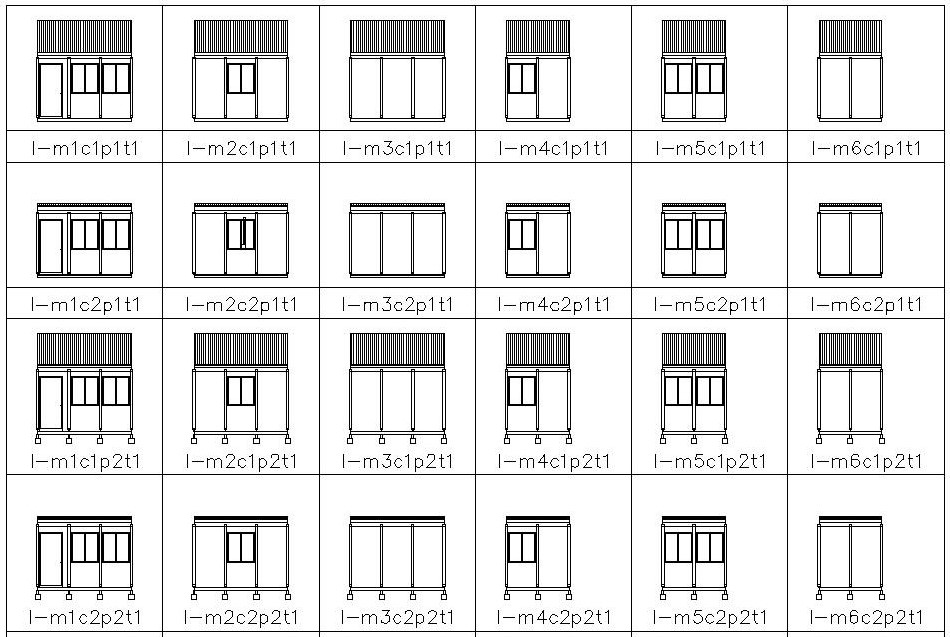 l-m1c1p1t1 l-m2c1p1t1 l-m3c1p1t1 l-m4c1p1t1 l-m5c1p1t1 l-m6c1p1t1
l-m1c2p1t1 l-m2c2p1t1 l-m3c2p1t1 l-m4c2p1t1 l-m5c2p1t1 l-m6c2p1t1
l-m1c1p2t1 l-m2c1p2t1 l-m3c1p2t1 l-m4c1p2t1 l-m5c1p2t1 l-m6c1p2t1
l-m1c2p2t1 l-m2c2p2t1 l-m3c2p2t1 l-m4c2p2t1 l-m5c2p2t1 l-m6c2p2t1